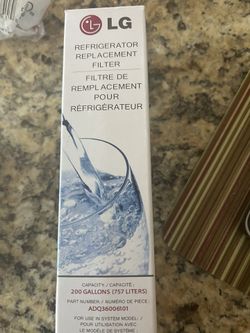 LG
REFRIGERATOR
REPLACEMENT
FILTER
FILTRE DE
REMPLACEMENT
POUR
RÉFRIGÉRATEUR
CAPACITY / CAPACITÉ :
200 GALLONS (757 LITERS)
PART NUMBER / NUMÉRO DE PIÈCE:
ADQ36006101
FOR USE IN SYSTEM MODEL:
POUR UTILISATION AVEC
LE MODÈLE DE SYSTÈME